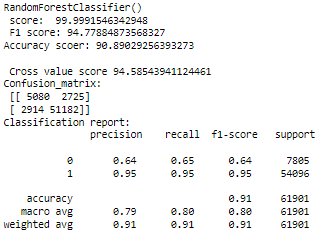 RandomForestClassifier()
score: 99.9991546342948
F1 score: 94.77884873568327
Accuracy scoer: 90.89029256393273
Cross value score 94.58543941124461
Confusion_matrix:
[[ 5080 2725]
[ 2914 51182]]
Classification report:
precision recall f1-score support
0 0.64 0.65 0.64 7805
1 0.95 0.95 0.95 54096
accuracy 0.91 61901
macro avg 0.79 0.80 0.80 61901
weighted avg 0.91 0.91 0.91 61901